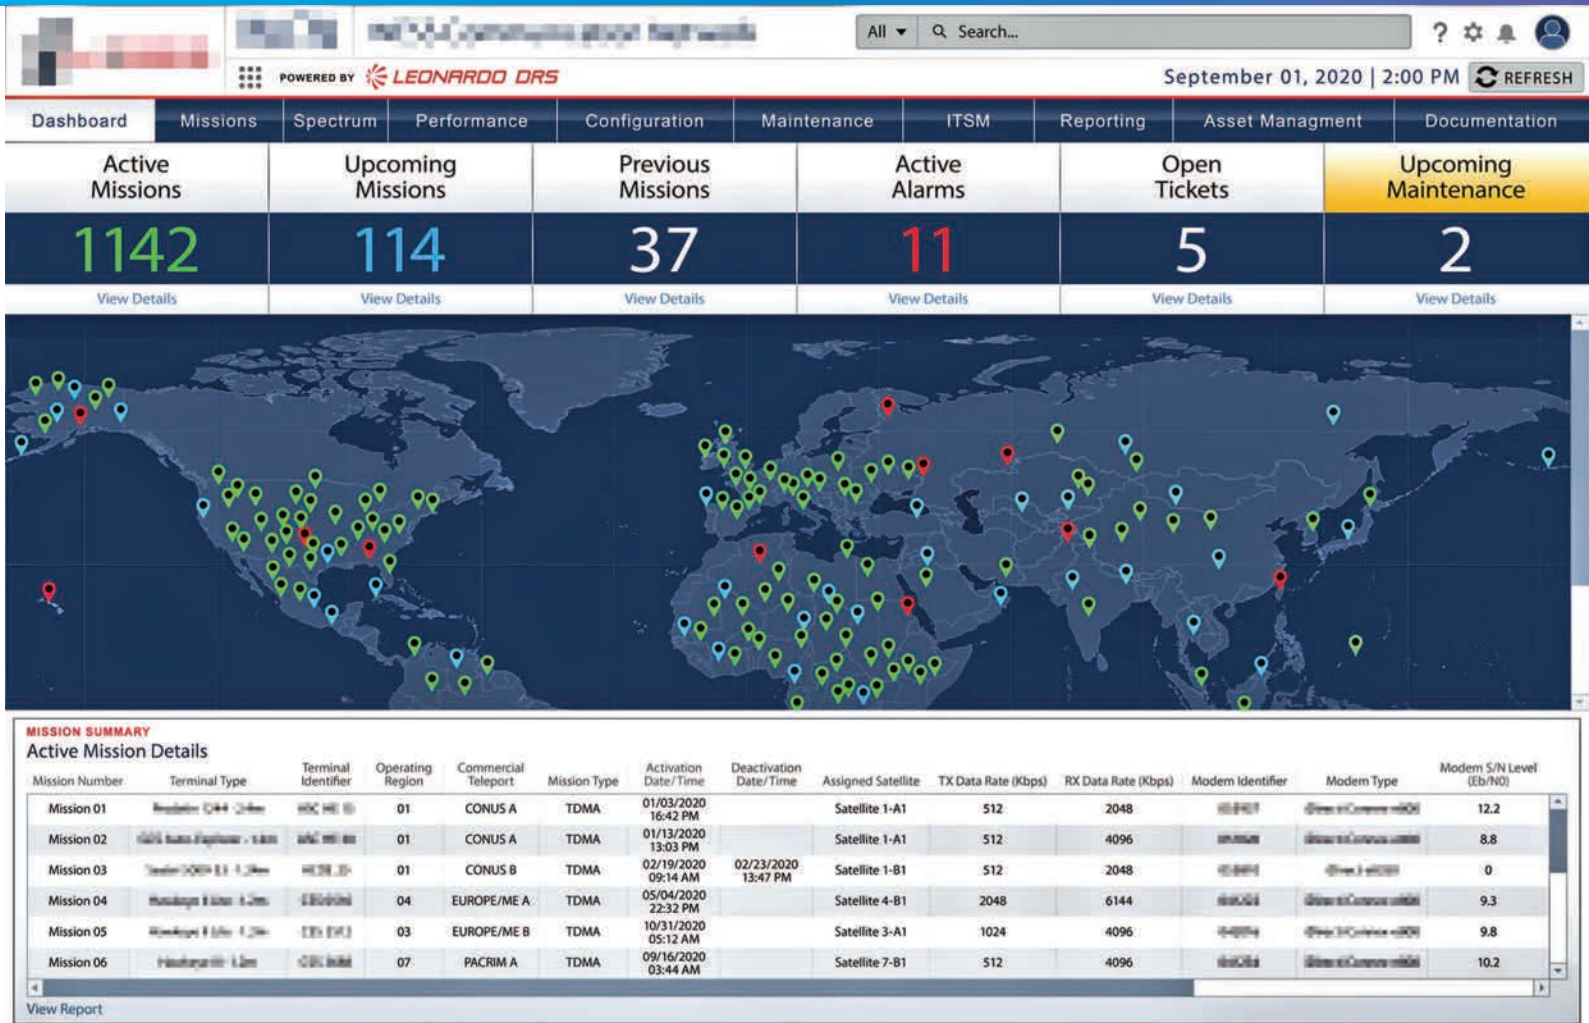 All Search...
POWERED BY LEONARDO DRS
September 01, 2020 | 2:00 PM REFRESH
Dashboard Missions Spectrum Performance Configuration Maintenance ITSM Reporting Asset Managment Documentation
Active Missions Upcoming Missions Previous Missions Active Alarms Open Tickets Upcoming Maintenance
1142 114 37 11 5 2
View Details View Details View Details View Details View Details View Details
MISSION SUMMARY
Active Mission Details
Mission Number Terminal Type Terminal Identifier Operating Region Commercial Teleport Mission Type Activation Date/Time Deactivation Date/Time Assigned Satellite TX Data Rate (Kbps) RX Data Rate (Kbps) Modem Identifier Modem Type Modem S/N Level (Eb/N0)
Mission 01 01 CONUS A TDMA 01/03/2020 16:42 PM Satellite 1-A1 512 2048 12.2
Mission 02 01 CONUS A TDMA 01/13/2020 13:03 PM Satellite 1-A1 512 4096 8.8
Mission 03 01 CONUS B TDMA 02/19/2020 09:14 AM 02/23/2020 13:47 PM Satellite 1-B1 512 2048 0
Mission 04 04 EUROPE/ME A TDMA 05/04/2020 22:32 PM Satellite 4-B1 2048 6144 9.3
Mission 05 03 EUROPE/ME B TDMA 10/31/2020 05:12 AM Satellite 3-A1 1024 4096 9.8
Mission 06 07 PACRIM A TDMA 09/16/2020 03:44 AM Satellite 7-B1 512 4096 10.2
View Report